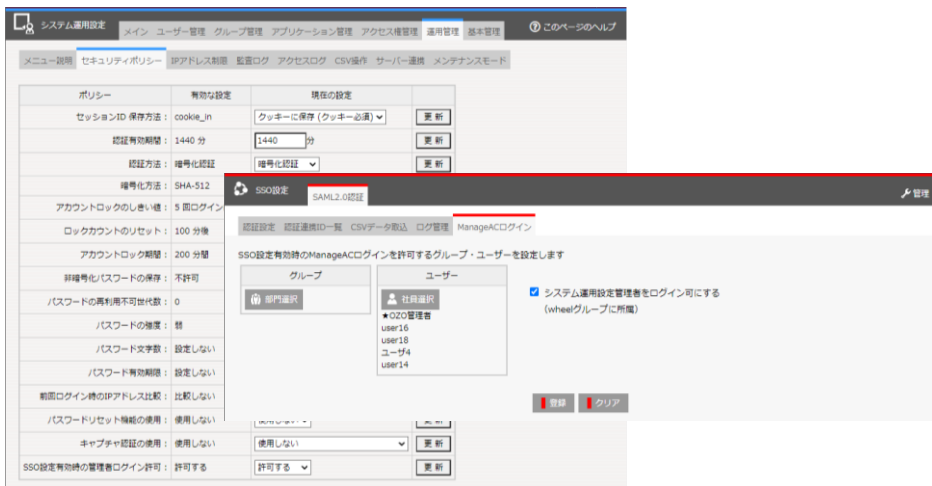 システム運用設定
メイン ユーザー管理 グループ管理 アプリケーション管理 アクセス権管理 運用管理 基本管理
このページのヘルプ
メニュー説明 セキュリティポリシー IPアドレス制限 監査ログ アクセスログ CSV操作 サーバー連携 メンテナンスモード
ポリシー 有効な設定 現在の設定
セッションID 保存方法： cookie_in クッキーに保存 (クッキー必須) 更 新
認証有効期間： 1440 分 1440 分 更 新
認証方法： 暗号化認証 暗号化認証 更 新
暗号化方法： SHA-512
アカウントロックのしきい値： 5 回ログイン
ロックカウントのリセット： 100 分後
アカウントロック期間： 200 分間
非暗号化パスワードの保存： 不許可
パスワードの再利用不可世代数： 0
パスワードの強度： 弱
パスワード文字数： 設定しない
パスワード有効期限： 設定しない
前回ログイン時のIPアドレス比較： 比較しない
パスワードリセット機能の使用： 使用しない 使用しない 更 新
キャプチャ認証の使用： 使用しない 使用しない 更 新
SSO設定有効時の管理者ログイン許可： 許可する 許可する 更 新
SSO設定 SAML2.0認証
管理
認証設定 認証連携ID一覧 CSVデータ取込 ログ管理 ManageACログイン
SSO設定有効時のManageACログインを許可するグループ・ユーザーを設定します
グループ ユーザー
部門選択 社員選択
★OZO管理者
user16
user18
ユーザ4
user14
システム運用設定管理者をログイン可にする
(wheelグループに所属)
登録 クリア